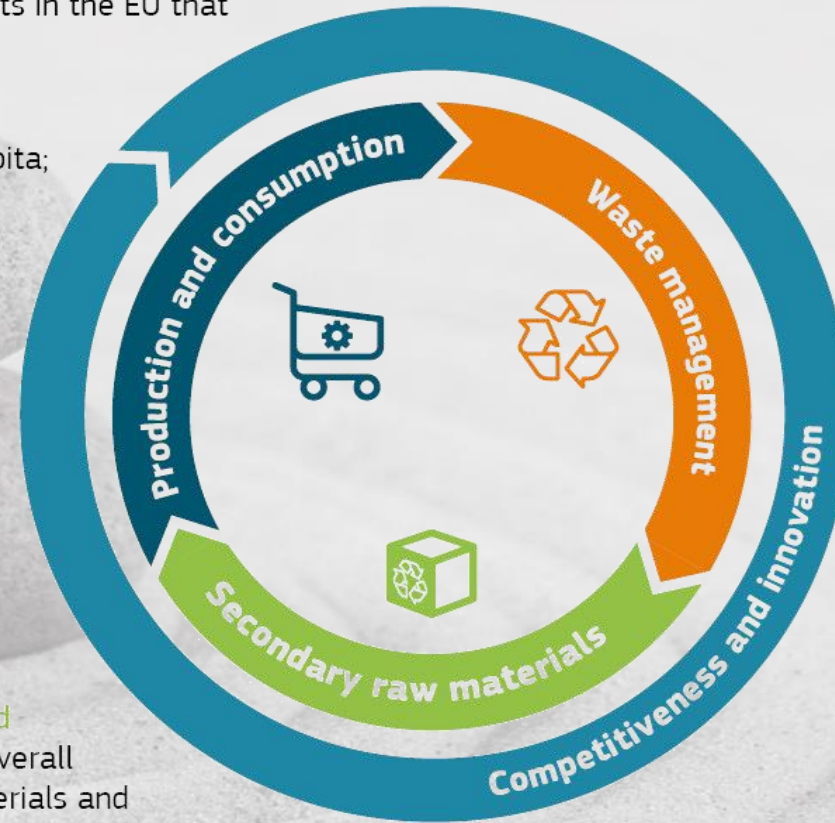 ts in the EU that
pita;
Production and consumption
Waste management
Secondary raw materials
Competitiveness and innovation
d
verall
erials and